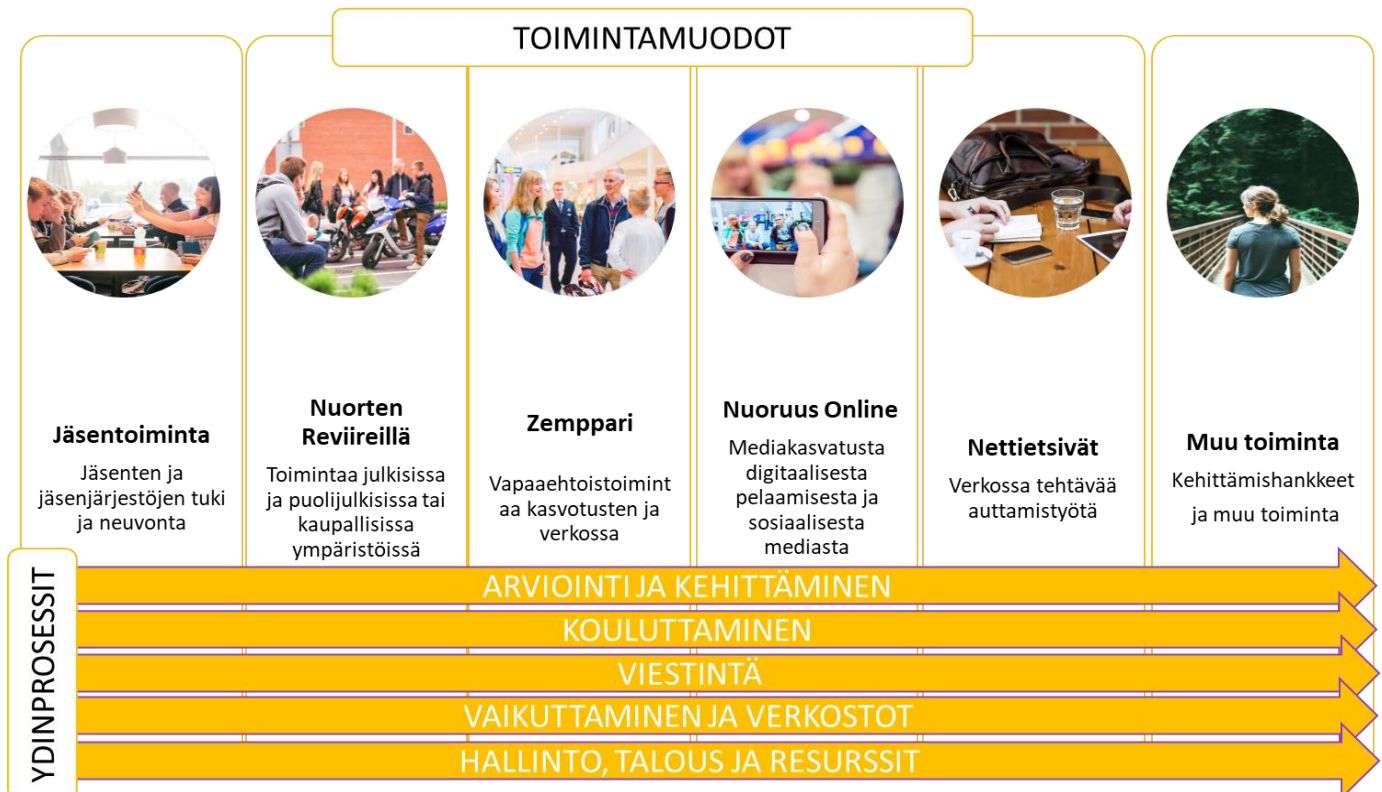 TOIMINTAMUODOT
Jäsentoiminta
Jäsenten ja
jäsenjärjestöjen tuki
ja neuvonta
Nuorten
Reviireillä
Toimintaa julkisissa
ja puolijulkisissa tai
kaupallisissa
ympäristöissä
Zemppari
Vapaaehtoistoimint
aa kasvotusten ja
verkossa
Nuoruus Online
Mediakasvatusta
digitaalisesta
pelaamisesta ja
sosiaalisesta
mediasta
Nettietsivät
Verkossa tehtävää
auttamistyötä
Muu toiminta
Kehittämishankkeet
ja muu toiminta
YDINPROSESSIT
ARVIOINTI JA KEHITTÄMINEN
KOULUTTAMINEN
VIESTINTÄ
VAIKUTTAMINEN JA VERKOSTOT
HALLINTO, TALOUS JA RESURSSIT